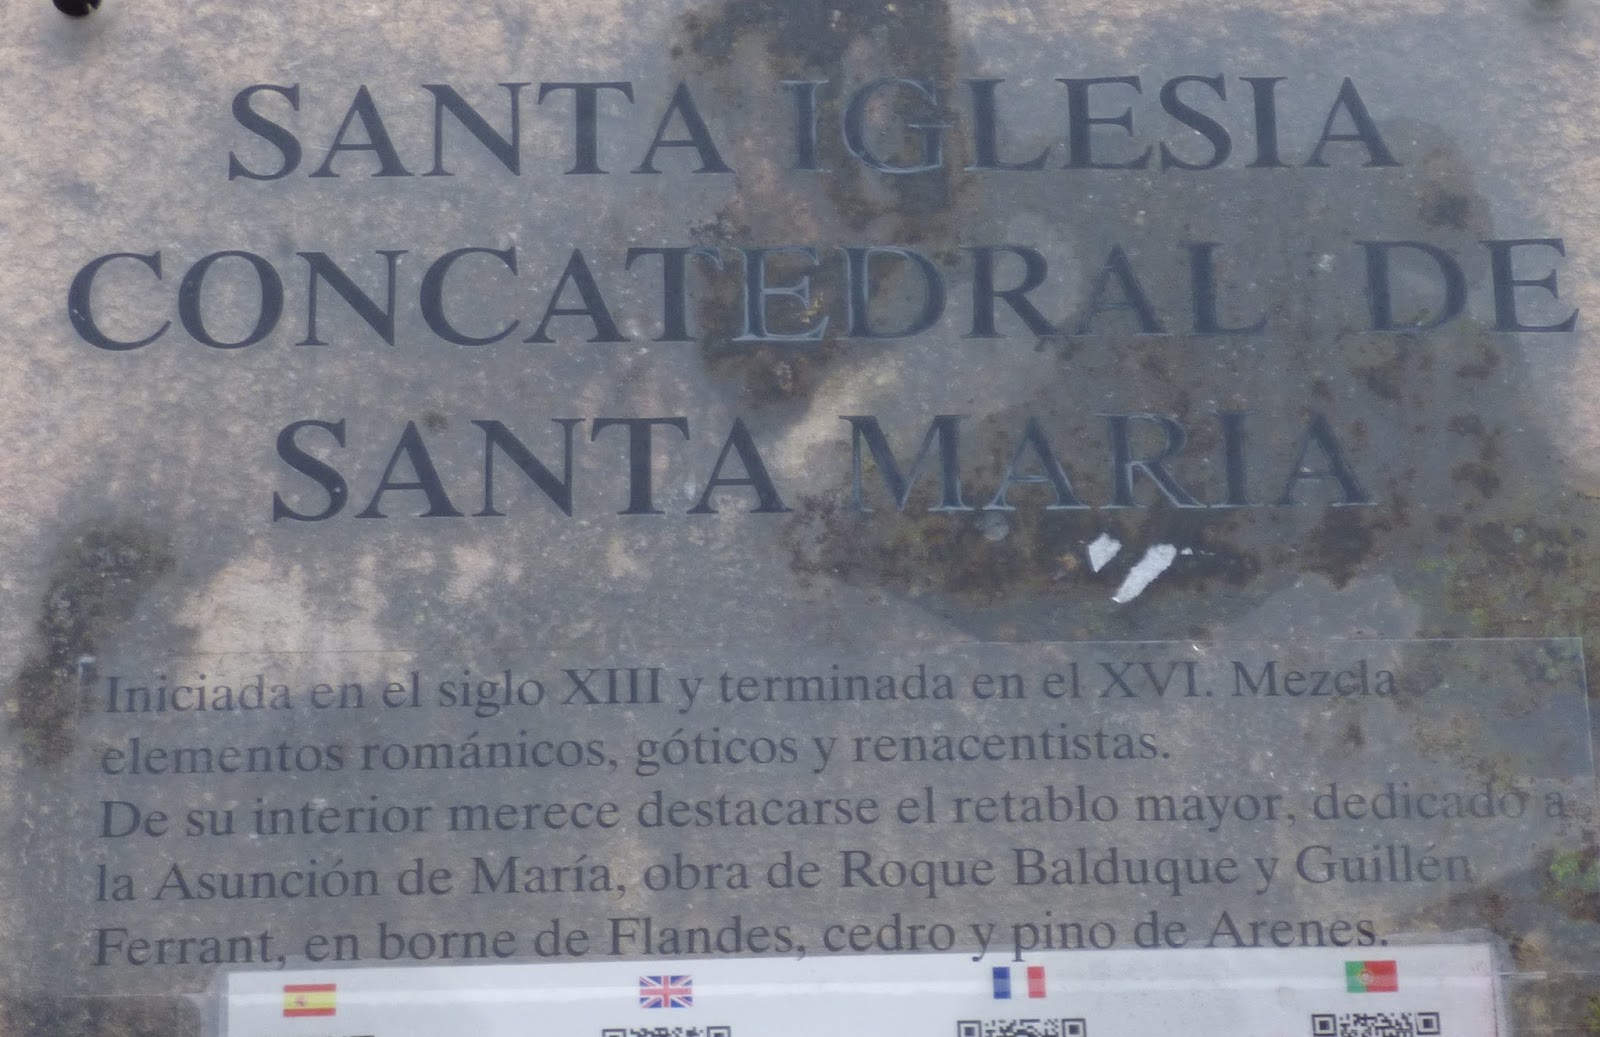 SANTA IGLESIA
CONCATEDRAL DE
SANTA MARIA
Iniciada en el siglo XIII y terminada en el XVI. Mezcla
elementos románicos, góticos y renacentistas.
De su interior merece destacarse el retablo mayor, dedicado a
la Asunción de María, obra de Roque Balduque y Guillén
Ferrant, en borne de Flandes, cedro y pino de Arenes.